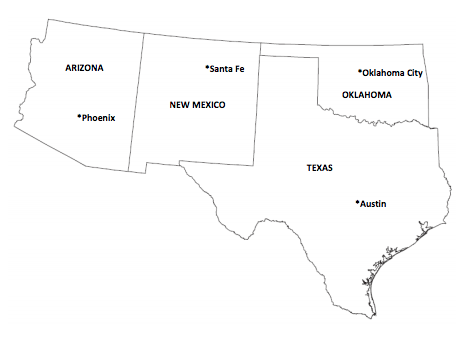 ARIZONA
*Phoenix
*Santa Fe
NEW MEXICO
*Oklahoma City
OKLAHOMA
TEXAS
*Austin